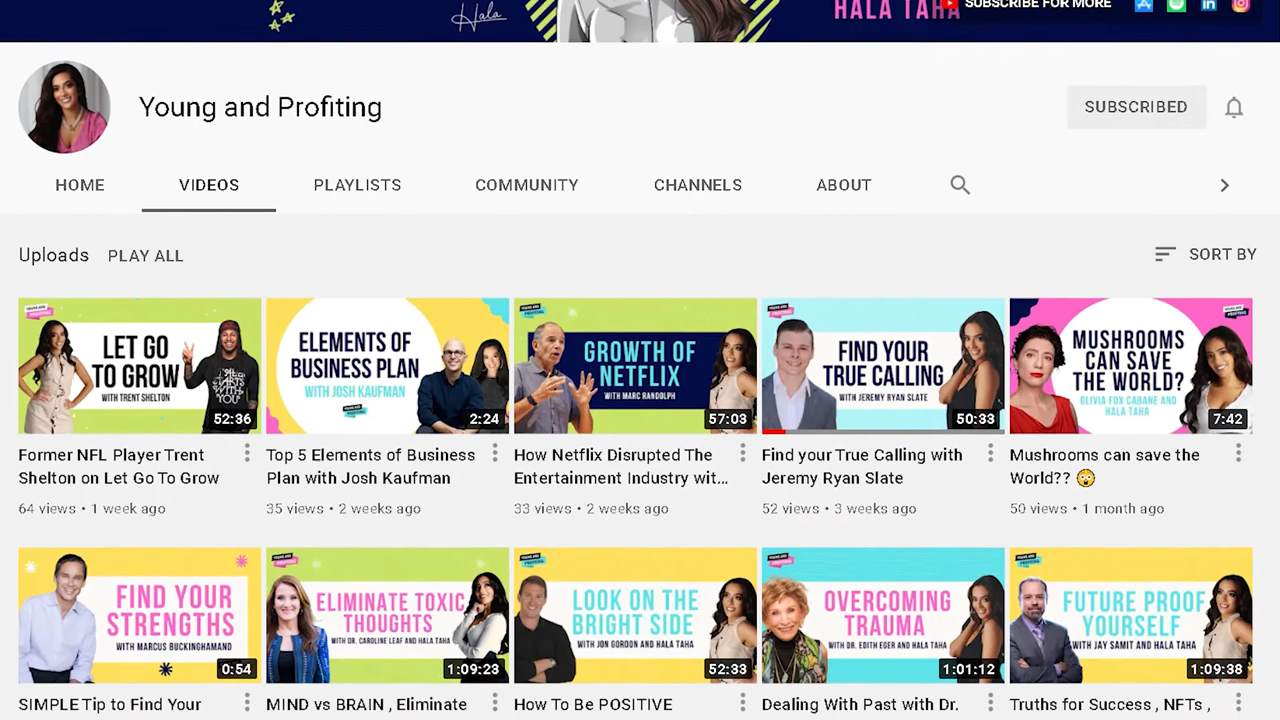 Hala
HALA TAHA
SUBSCRIBE FOR MORE
Young and Profiting
SUBSCRIBED
HOME
VIDEOS
PLAYLISTS
COMMUNITY
CHANNELS
ABOUT
Uploads
PLAY ALL
SORT BY
YOUNG AND
PROFITING
LET GO
TO GROW
WITH TRENT SHELTON
52:36
ELEMENTS OF
BUSINESS PLAN
WITH JOSH KAUFMAN
2:24
GROWTH OF
NETFLIX
WITH MARC RANDOLPH
57:03
FIND YOUR
TRUE CALLING
WITH JEREMY RYAN SLATE
50:33
MUSHROOMS
CAN SAVE
THE WORLD?
OLIVIA FOX CABANE AND
HALA TAHA
7:42
Former NFL Player Trent
Shelton on Let Go To Grow
64 views • 1 week ago
Top 5 Elements of Business
Plan with Josh Kaufman
35 views • 2 weeks ago
How Netflix Disrupted The
Entertainment Industry wit...
33 views • 2 weeks ago
Find your True Calling with
Jeremy Ryan Slate
52 views • 3 weeks ago
Mushrooms can save the
World?? 😲
50 views • 1 month ago
FIND YOUR
STRENGTHS
WITH MARCUS BUCKINGHAMAND
0:54
ELIMINATE TOXIC
THOUGHTS
WITH DR. CAROLINE LEAF AND HALA TAHA
1:09:23
LOOK ON THE
BRIGHT SIDE
WITH JON GORDON AND HALA TAHA
52:33
OVERCOMING
TRAUMA
WITH DR. EDITH EGER AND HALA TAHA
1:01:12
FUTURE PROOF
YOURSELF
WITH JAY SAMIT AND HALA TAHA
1:09:38
SIMPLE Tip to Find Your
MIND vs BRAIN , Eliminate
How To Be POSITIVE
Dealing With Past with Dr.
Truths for Success , NFTs ,